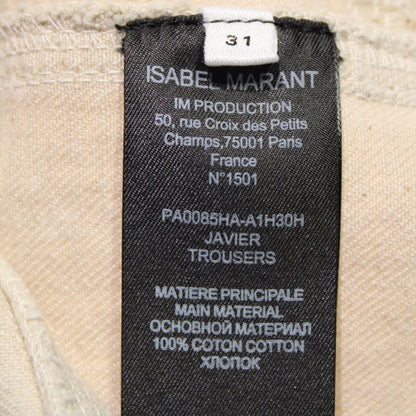 31
ISABEL MARANT
IM PRODUCTION
50, rue Croix des Petits
Champs,75001 Paris
France
N°1501
PA0085HA-A1H30H
JAVIER
TROUSERS
MATIERE PRINCIPALE
MAIN MATERIAL
ОСНОВНОЙ МАТЕРИАЛ
100% COTON COTTON
ХЛОПОК